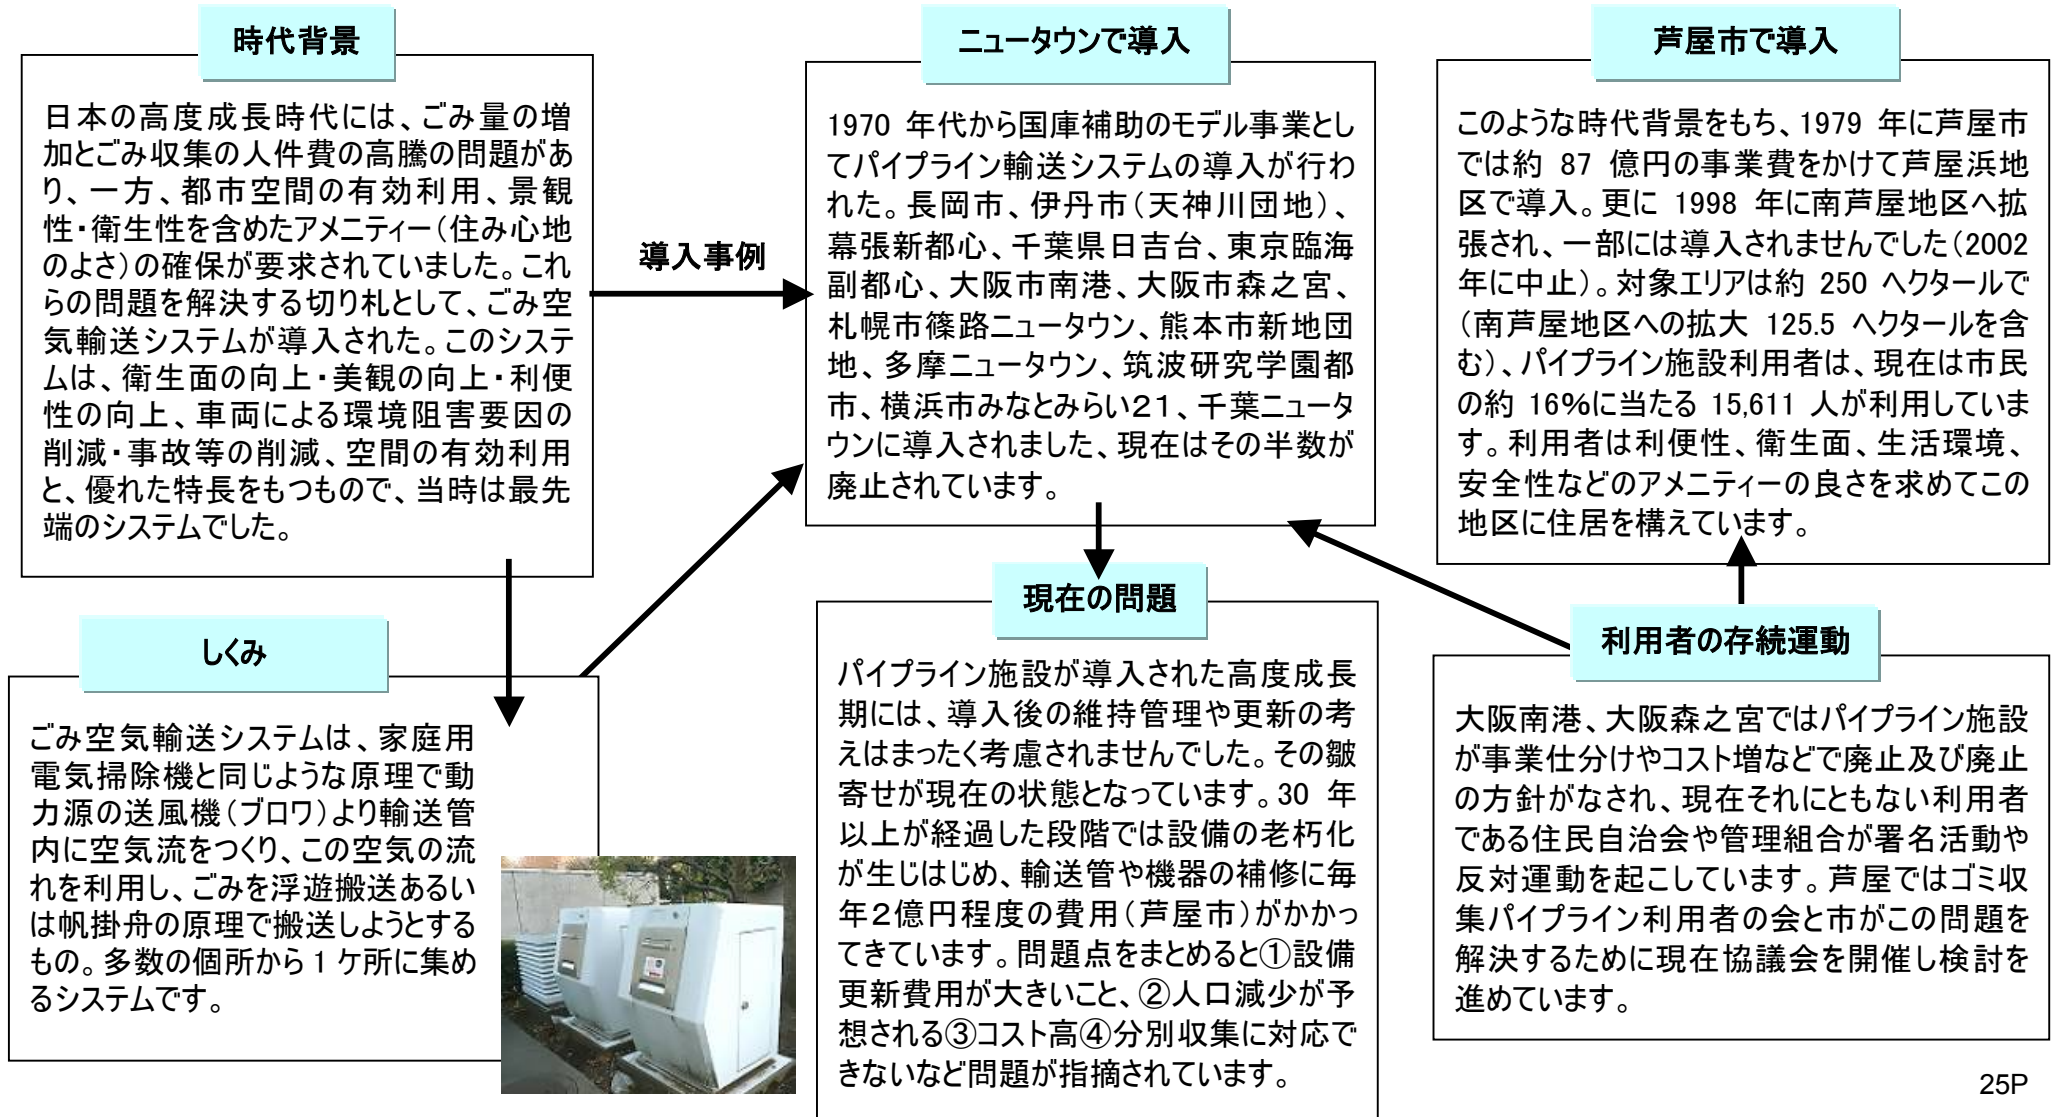 時代背景
日本の高度成長時代には、ごみ量の増
加とごみ収集の人件費の高騰の問題があ
り、一方、都市空間の有効利用、景観
性・衛生性を含めたアメニティー（住み心地
のよさ）の確保が要求されていました。これ
らの問題を解決する切り札として、ごみ空
気輸送システムが導入された。このシステ
ムは、衛生面の向上・美観の向上・利便
性の向上、車両による環境阻害要因の
削減・事故等の削減、空間の有効利用
と、優れた特長をもつもので、当時は最先
端のシステムでした。
導入事例
ニュータウンで導入
1970 年代から国庫補助のモデル事業とし
てパイプライン輸送システムの導入が行わ
れた。長岡市、伊丹市（天神川団地）、
幕張新都心、千葉県日吉台、東京臨海
副都心、大阪市南港、大阪市森之宮、
札幌市篠路ニュータウン、熊本市新地団
地、多摩ニュータウン、筑波研究学園都
市、横浜市みなとみらい２１、千葉ニュータ
ウンに導入されました、現在はその半数が
廃止されています。
芦屋市で導入
このような時代背景をもち、1979 年に芦屋市
では約 87 億円の事業費をかけて芦屋浜地
区で導入。更に 1998 年に南芦屋地区へ拡
張され、一部には導入されませんでした（2002
年に中止）。対象エリアは約 250 ヘクタールで
（南芦屋地区への拡大 125.5 ヘクタールを含
む）、パイプライン施設利用者は、現在は市民
の約 16%に当たる 15,611 人が利用していま
す。利用者は利便性、衛生面、生活環境、
安全性などのアメニティーの良さを求めてこの
地区に住居を構えています。
しくみ
ごみ空気輸送システムは、家庭用
電気掃除機と同じような原理で動
力源の送風機（ブロワ）より輸送管
内に空気流をつくり、この空気の流
れを利用し、ごみを浮遊搬送あるい
は帆掛舟の原理で搬送しようとする
もの。多数の個所から 1 ケ所に集め
るシステムです。
現在の問題
パイプライン施設が導入された高度成長
期には、導入後の維持管理や更新の考
えはまったく考慮されませんでした。その皺
寄せが現在の状態となっています。30 年
以上が経過した段階では設備の老朽化
が生じはじめ、輸送管や機器の補修に毎
年２億円程度の費用（芦屋市）がかかっ
てきています。問題点をまとめると①設備
更新費用が大きいこと、②人口減少が予
想される③コスト高④分別収集に対応で
きないなど問題が指摘されています。
利用者の存続運動
大阪南港、大阪森之宮ではパイプライン施設
が事業仕分けやコスト増などで廃止及び廃止
の方針がなされ、現在それにともない利用者
である住民自治会や管理組合が署名活動や
反対運動を起こしています。芦屋ではゴミ収
集パイプライン利用者の会と市がこの問題を
解決するために現在協議会を開催し検討を
進めています。
25P